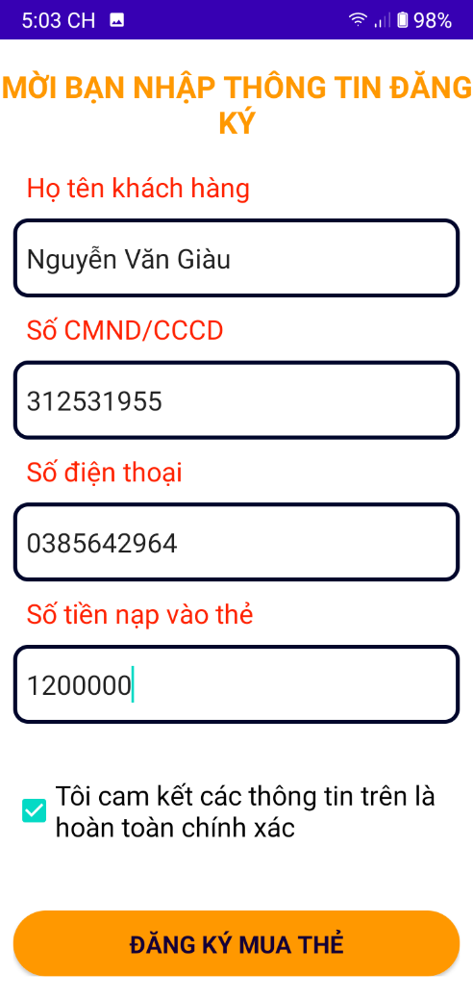 5:03 CH 98%
MỜI BẠN NHẬP THÔNG TIN ĐĂNG
KÝ
Họ tên khách hàng
Nguyễn Văn Giàu
Số CMND/CCCD
312531955
Số điện thoại
0385642964
Số tiền nạp vào thẻ
1200000
Tôi cam kết các thông tin trên là
hoàn toàn chính xác
ĐĂNG KÝ MUA THẺ